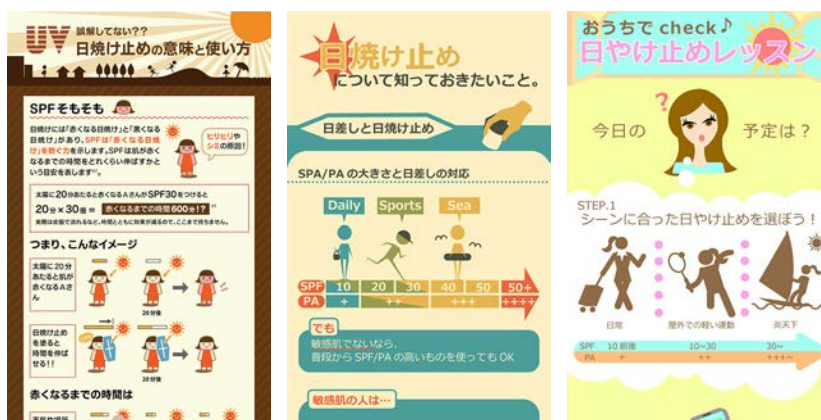 UV
誤解してない??
日焼け止めの意味と使い方
SPFそもそも
日焼けには「赤くなる日焼け」と「黒くなる
日焼け」があり、SPFは「赤くなる日焼
け」を防ぐ力を示します。SPFは肌が赤く
なるまでの時間をどれくらい伸ばすかと
いう目安を表します
ヒリヒリや
シミの原因!
太陽に20分あたると赤くなるAさんがSPF30をつけると
20分×30倍=
赤くなるまでの時間600分!?
つまり、こんなイメージ
太陽に20分
あたると肌が
赤くなるAさ
ん
20分後
日焼け止め
を塗ると
時間を伸ば
せる!!
20分後
赤くなるまでの時間は
日焼け止め
について知っておきたいこと。
日差しと日焼け止め
SPA/PAの大きさと日差しの対応
Daily Sports Sea
SPF 10 20 30 40 50 50+
PA + ++ +++ ++++
でも
敏感肌でないなら、
普段からSPF/PAの高いものを使ってもOK
敏感肌の人は…
おうちで check♪
日やけ止めレッスン
?
今日の 予定は?
STEP.1
シーンに合った日やけ止めを選ぼう!
日常 屋外での軽い運動 炎天下
SPF 10前後 10~30 30~
PA + ++ +++~